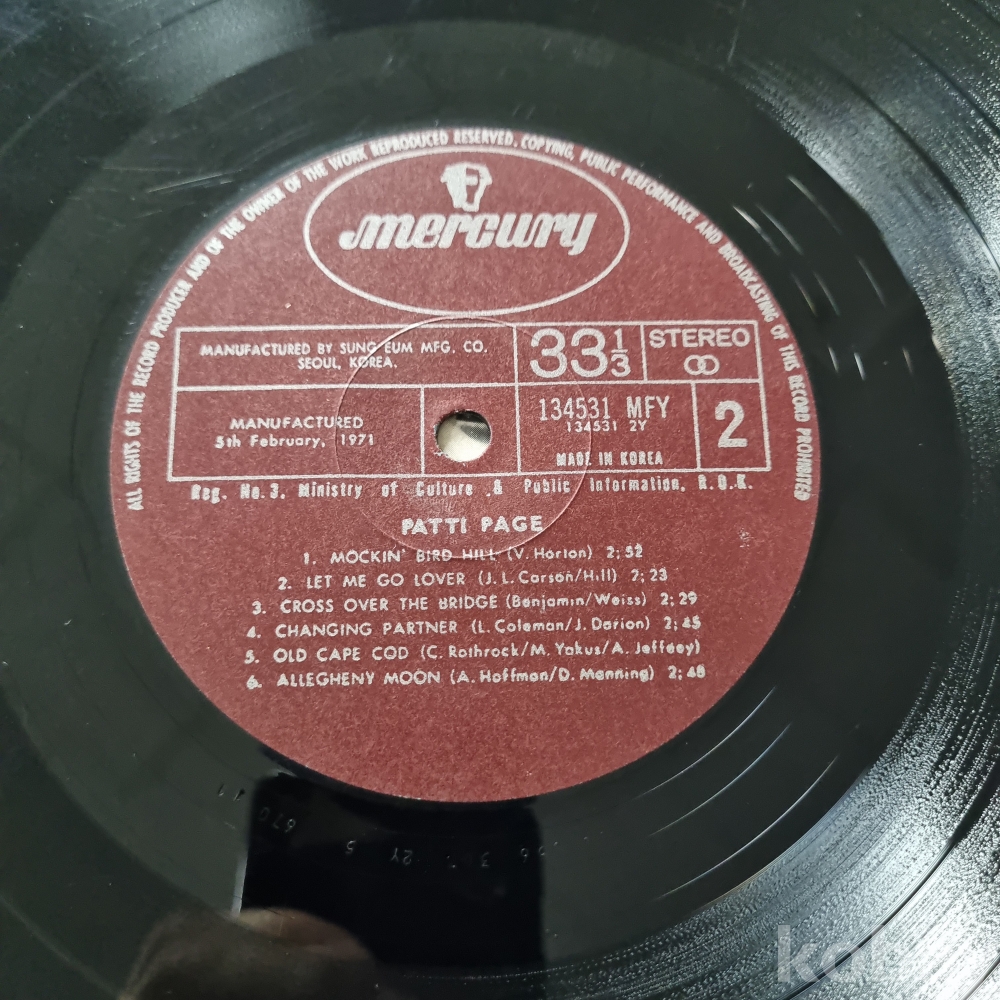 ALL RIGHTS OF THE RECORD PRODUCER AND OF THE OWNER OF THE WORK REPRODUCED RESERVED. COPYING, PUBLIC PERFORMANCE AND BROADCASTING OF THIS RECORD PROHIBITED
mercury
MANUFACTURED BY SUNG EUM MFG. CO.
SEOUL, KOREA.
33 1/3
STEREO
MANUFACTURED
5th February, 1971
134531 MFY
134531 2Y
MADE IN KOREA
2
Reg. No. 3. Ministry of Culture & Public Information, R.O.K.
PATTI PAGE
1. MOCKIN' BIRD HILL (V. Horton) 2;52
2. LET ME GO LOVER (J. L. Carson/Hill) 2;23
3. CROSS OVER THE BRIDGE (Benjamin/Weiss) 2;29
4. CHANGING PARTNER (L. Coleman/J. Darion) 2;45
5. OLD CAPE COD (C. Rothrock/M. Yakus/A. Jeffrey)
6. ALLEGHENY MOON (A. Hoffman/D. Manning) 2;48